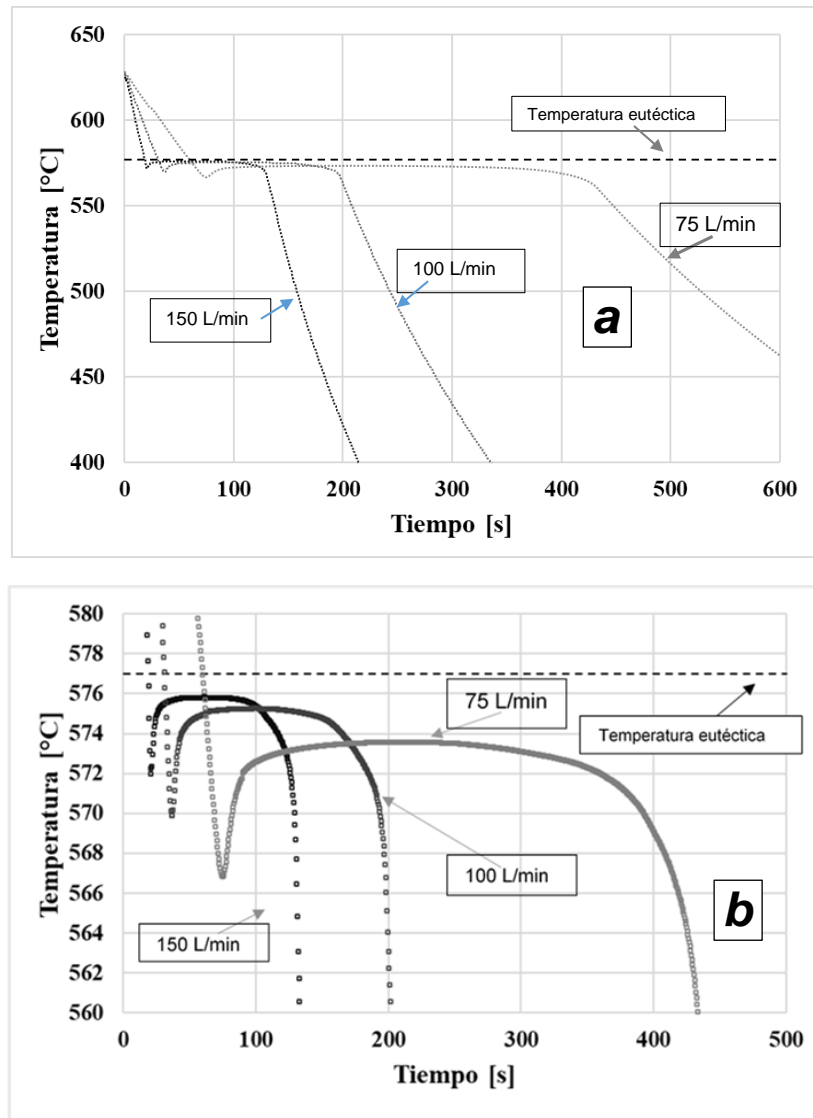 650
600
550
500
450
400
0 100 200 300 400 500 600
Temperatura [°C]
Tiempo [s]
Temperatura eutéctica
75 L/min
100 L/min
150 L/min
a
580
578
576
574
572
570
568
566
564
562
560
0 100 200 300 400 500
Temperatura [°C]
Tiempo [s]
75 L/min
Temperatura eutéctica
100 L/min
150 L/min
b